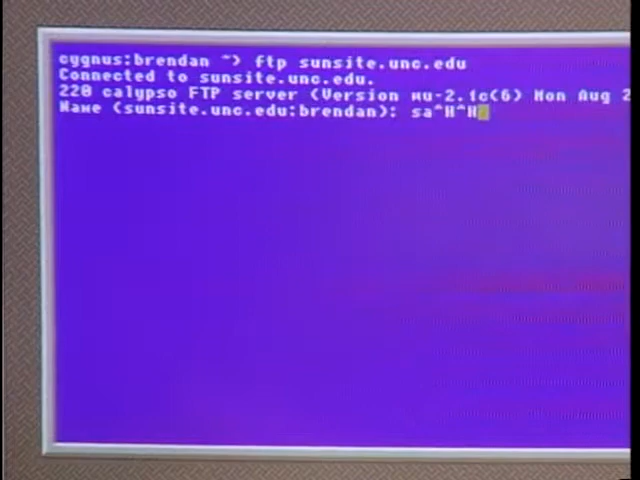 cygnus:brendan ~> ftp sunsite.unc.edu
Connected to sunsite.unc.edu.
220 calypso FTP server (Version wu-2.1c(6) Mon Aug 2
Name (sunsite.unc.edu:brendan): sa^H^H